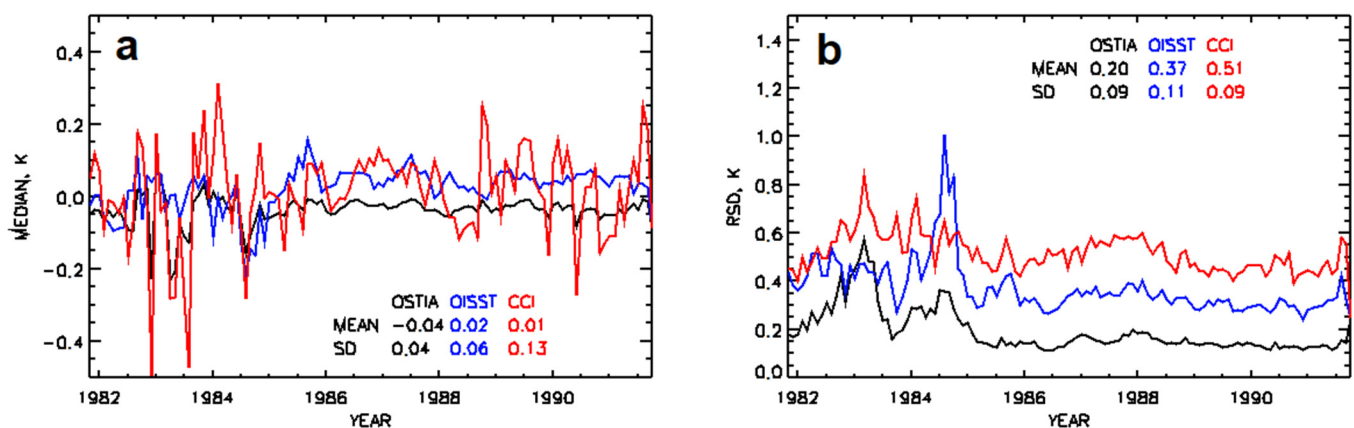 a
MEDIAN, K
0.4
0.2
0.0
-0.2
-0.4
OSTIA OISST CCI
MEAN -0.04 0.02 0.01
SD 0.04 0.06 0.13
1982 1984 1986 1988 1990
YEAR
b
RSD, K
1.4
1.2
1.0
0.8
0.6
0.4
0.2
0.0
OSTIA OISST CCI
MEAN 0.20 0.37 0.51
SD 0.09 0.11 0.09
1982 1984 1986 1988 1990
YEAR